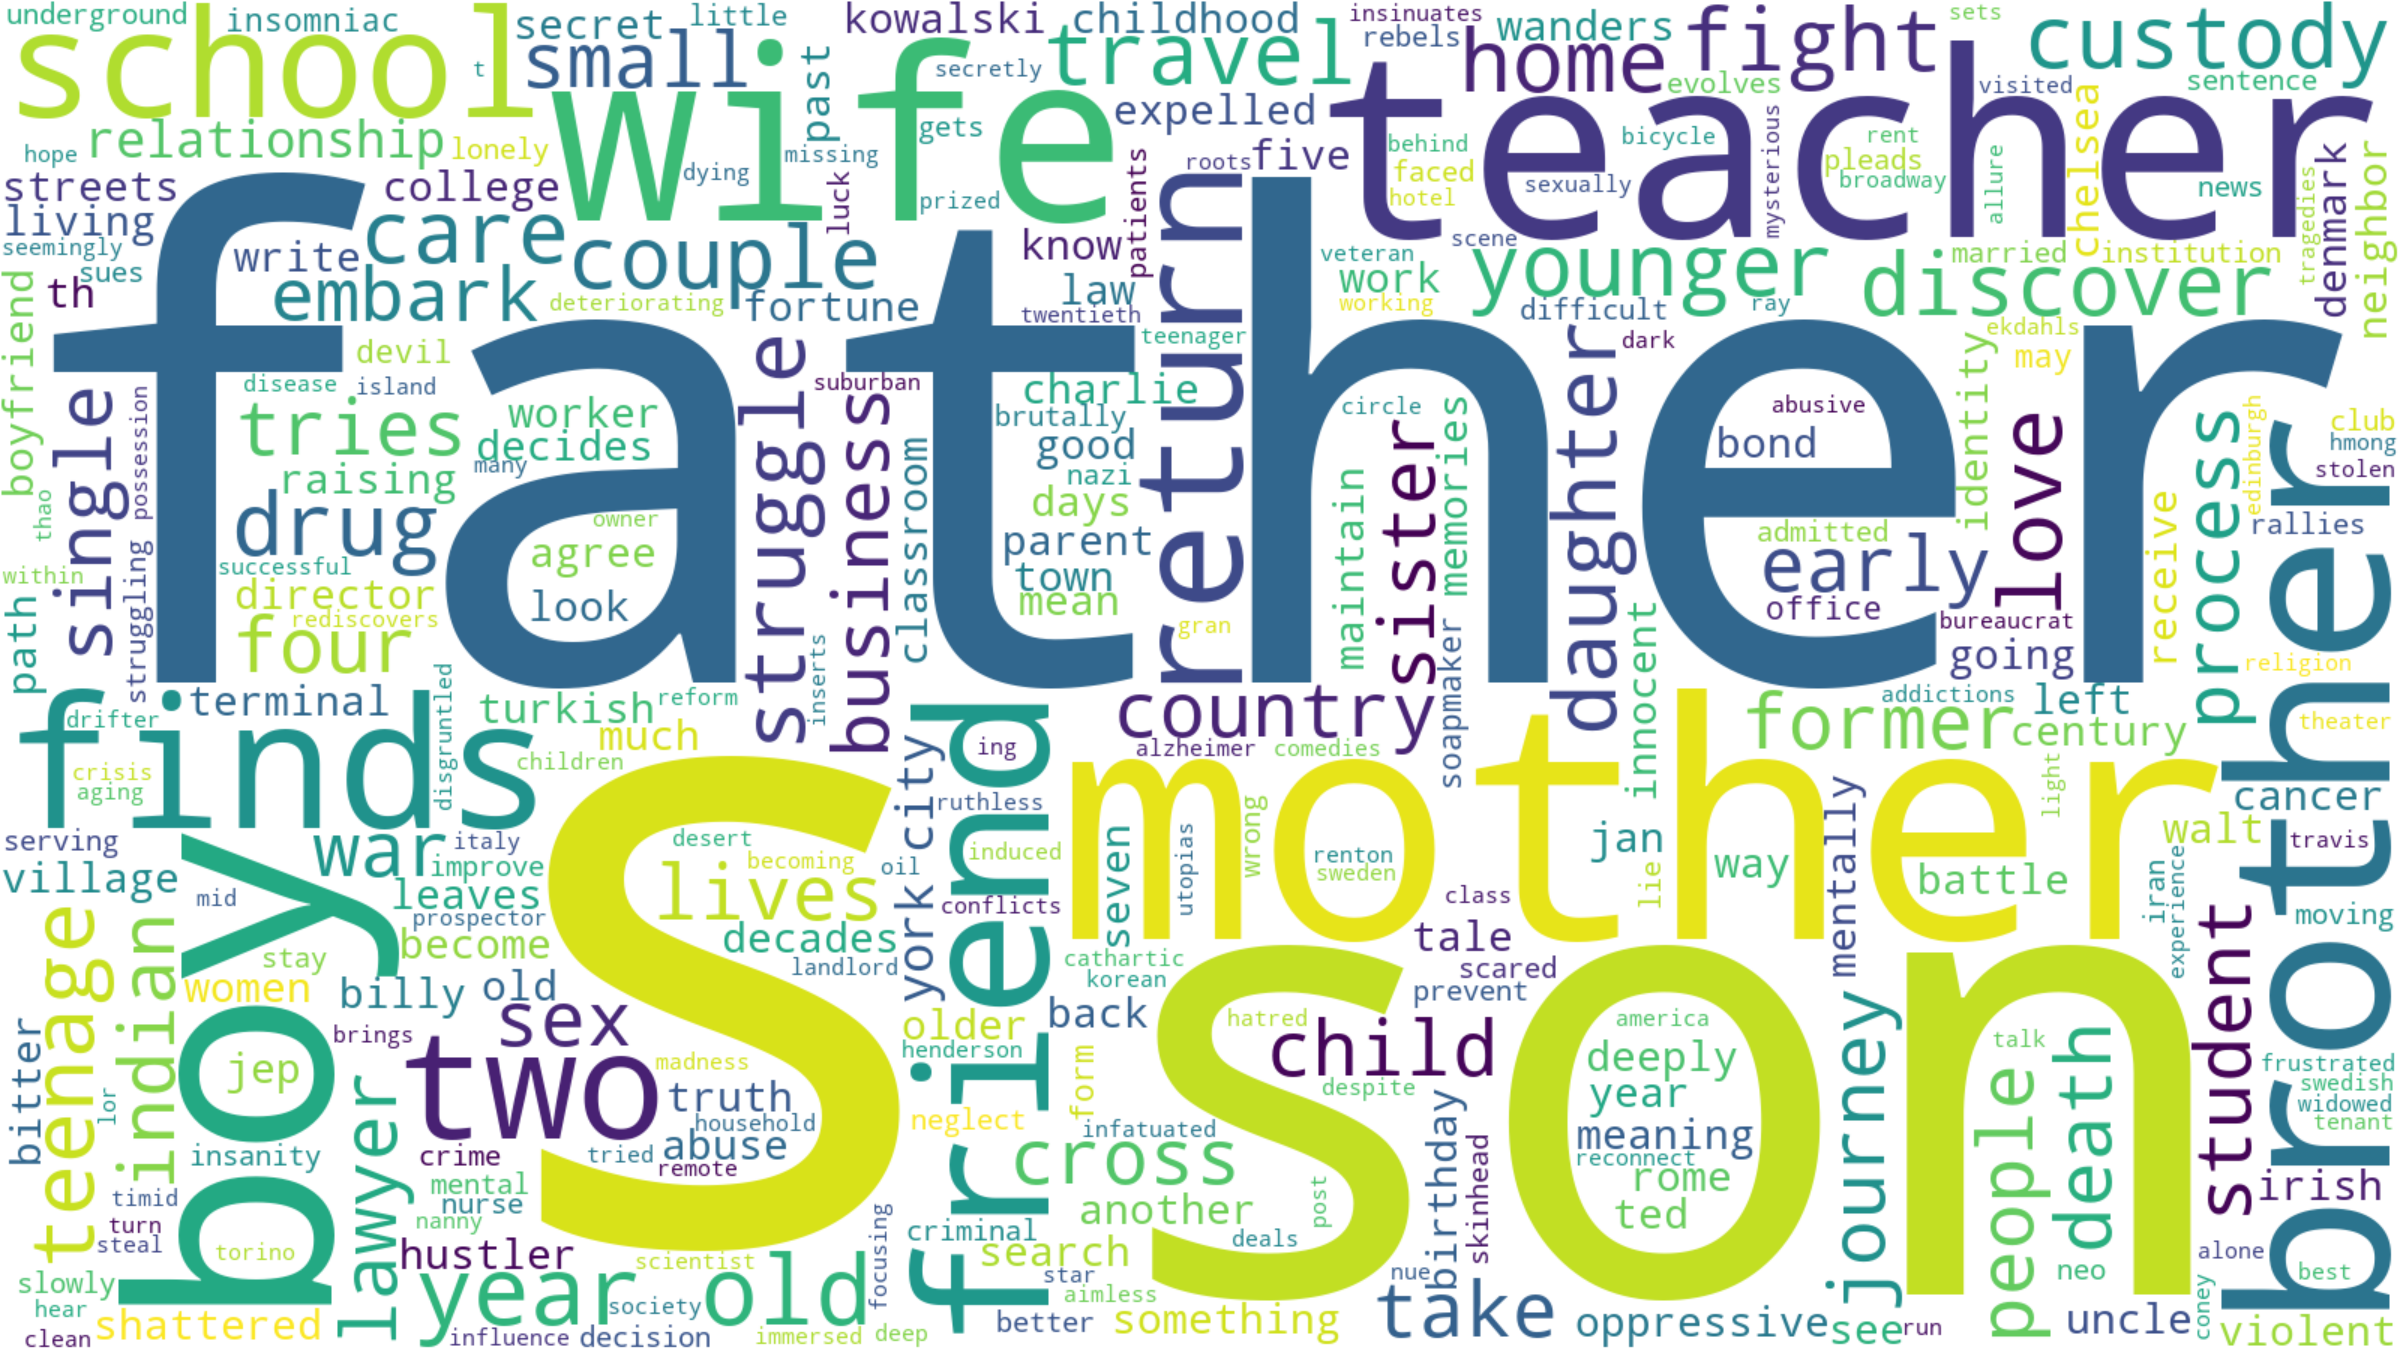 underground
insomniac
secret
little
kowalski
childhood
insinuates
rebels
wanders
sets
school
small
wife
past
secretly
travel
home
fight
custody
t
evolves
visited
sentence
teacher
hope
relationship
lonely
dying
missing
gets
expelled
roots
five
behind
bicycle
mysterious
rent
pleads
broadway
chelsea
news
neighbor
streets
college
prized
luck
patients
faced
hotel
sexually
allure
tragedies
denmark
living
seemingly
sues
th
write
care
embark
couple
deteriorating
fortune
know
law
twentieth
teenager
return
veteran
scene
work
working
younger
difficult
ray
dark
married
institution
discover
ekdahls
may
boyfriend
father
devil
disease
island
single
possession
tries
worker
decides
raising
many
struggle
suburban
business
charlie
brutally
good
nazi
days
classroom
circle
memories
sister
daughter
abusive
bond
identity
love
process
edinburgh
club
hmong
stolen
thao
drug
owner
agree
successful
director
look
rediscovers
four
within
path
struggling
parent
town
mean
gran
maintain
admitted
early
office
bureaucrat
going
receive
rallies
religion
brother
inserts
terminal
finds
drifter
crisis
aging
disgruntled
turkish
reform
much
children
country
alzheimer
comedies
soapmaker
innocent
former
addictions
left
century
theater
ing
york city
friend
mother
ruthless
induced
oil
conflicts
seven
utopias
wrong
renton
sweden
class
jan
lie
way
mentally
light
battle
cancer
walt
travis
iran
experience
moving
serving
village
mid
boy
war
italy
improve
leaves
prospector
become
s
desert
becoming
lives
decades
landlord
teenage
indian
stay
women
billy
old
sex
two
brings
madness
truth
household
abuse
tried
remote
older
henderson
neglect
form
cathartic
korean
back
tale
scared
prevent
son
hatred
child
despite
infatuated
cross
another
america
deeply
year
meaning
reconnect
rome
ted
journey
talk
people
death
student
frustrated
swedish
widowed
tenant
irish
bitter
lor
jep
insanity
timid
turn
steal
torino
lawyer
crime
mental
nurse
nanny
hustler
scientist
year old
focusing
criminal
search
star
aimless
better
something
deals
post
birthday
skinhead
nue
take
oppressive
see
run
neo
alone
best
uncle
coney
violent
slowly
hear
clean
shattered
society
influence
decision
immersed
deep